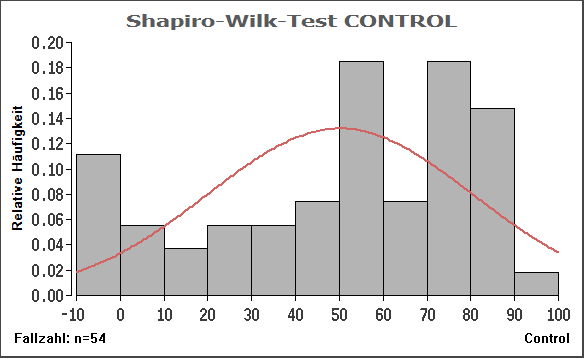 Shapiro-Wilk-Test CONTROL
0.20
0.18
0.16
0.14
0.12
0.10
0.08
0.06
0.04
0.02
0.00
Relative Häufigkeit
-10 0 10 20 30 40 50 60 70 80 90 100
Fallzahl: n=54 Control